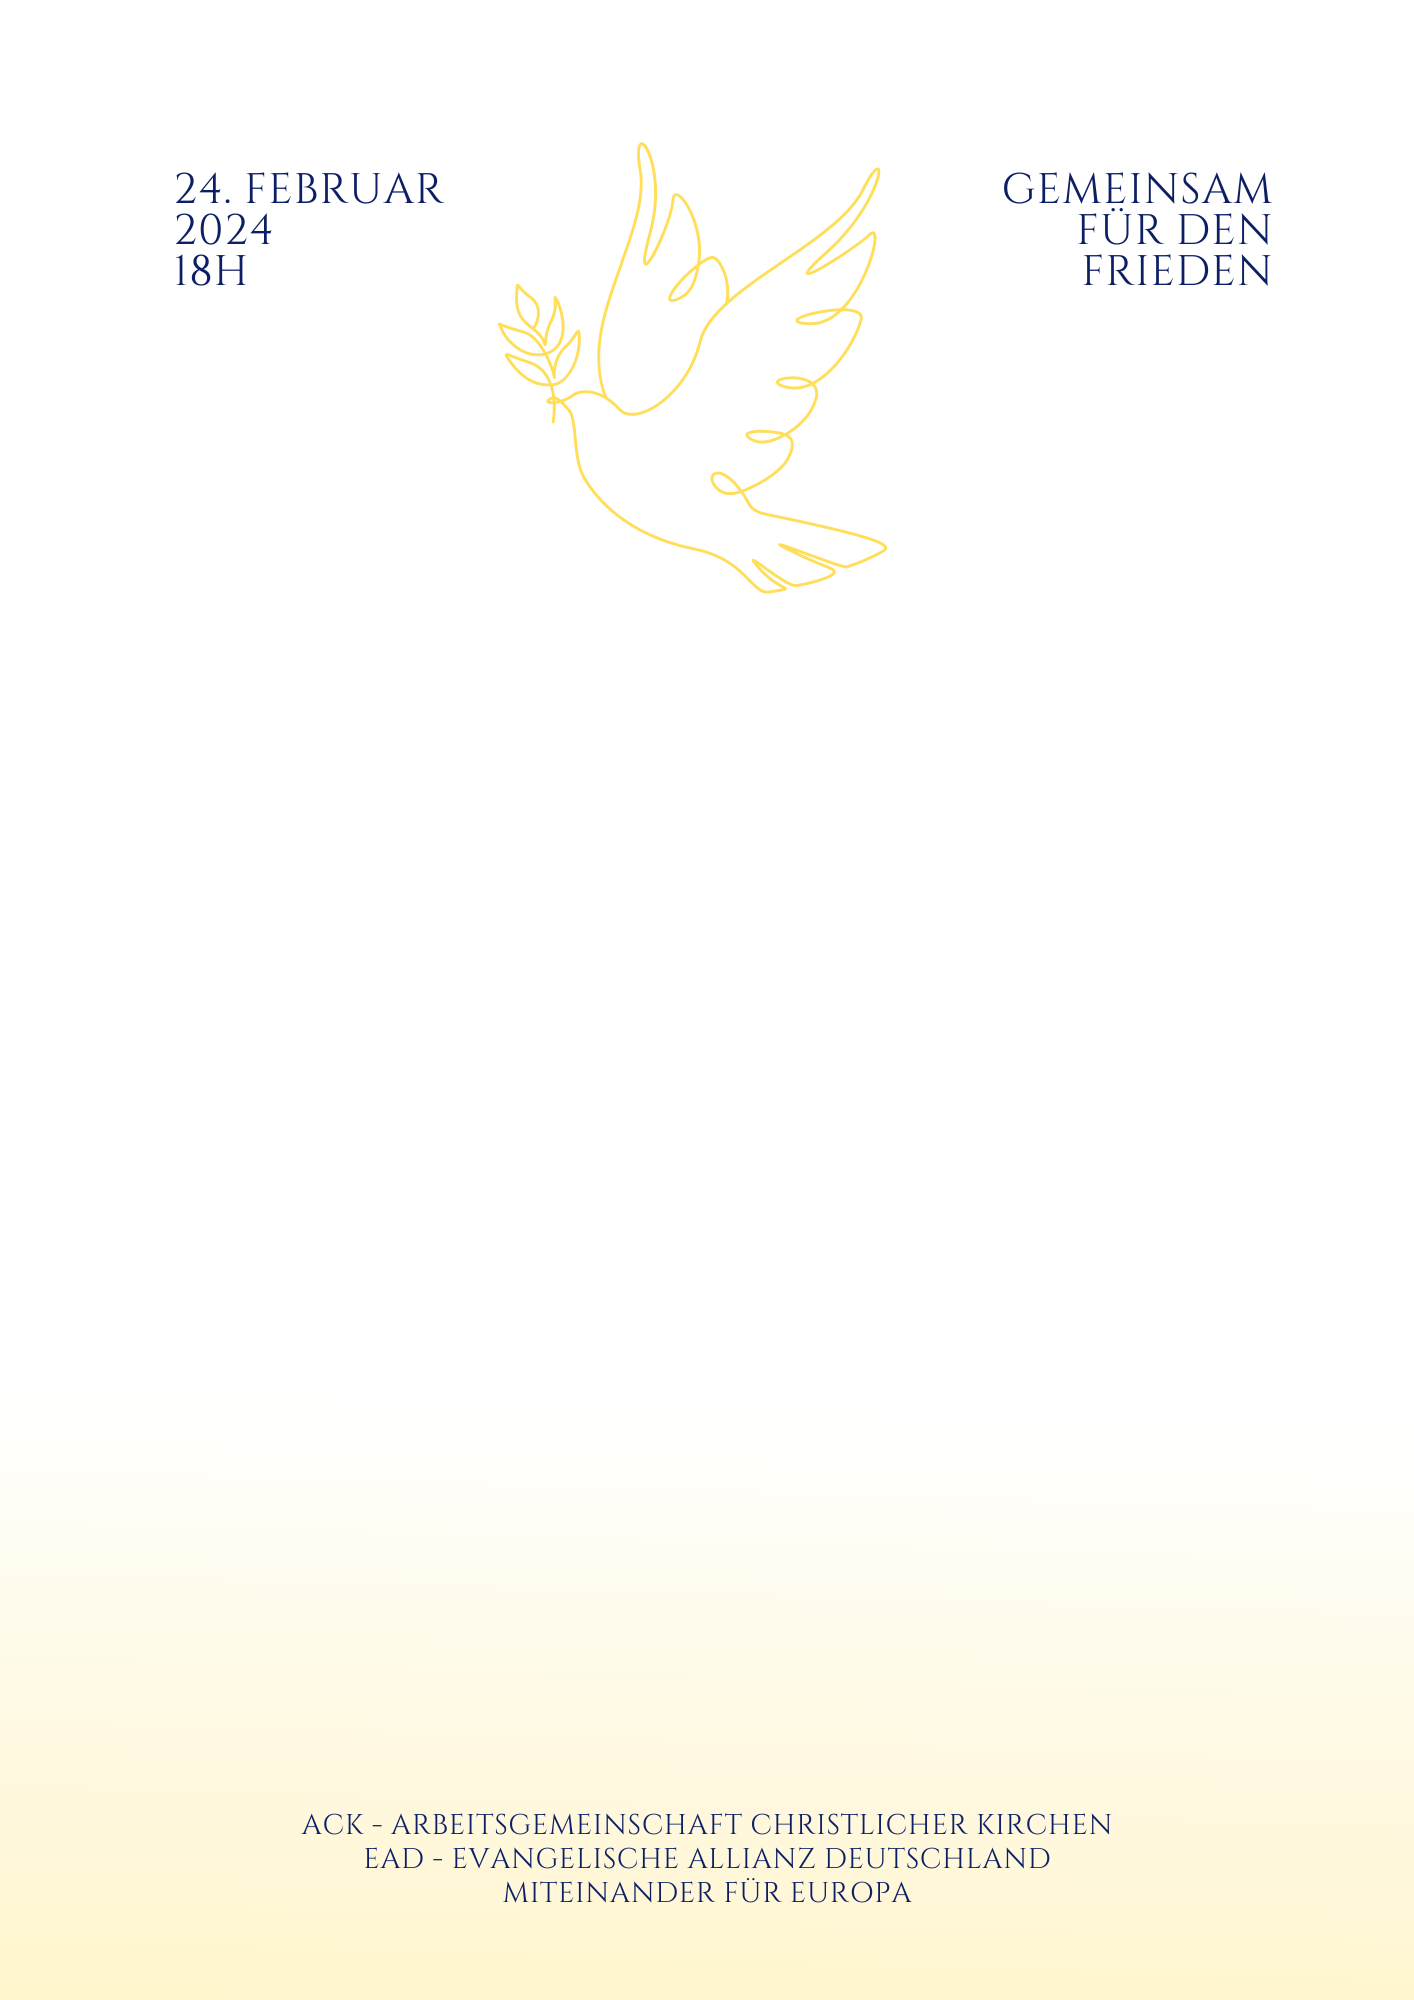 24. FEBRUAR
2024
18H
GEMEINSAM
FÜR DEN
FRIEDEN
ACK - ARBEITSGEMEINSCHAFT CHRISTLICHER KIRCHEN
EAD - EVANGELISCHE ALLIANZ DEUTSCHLAND
MITEINANDER FÜR EUROPA